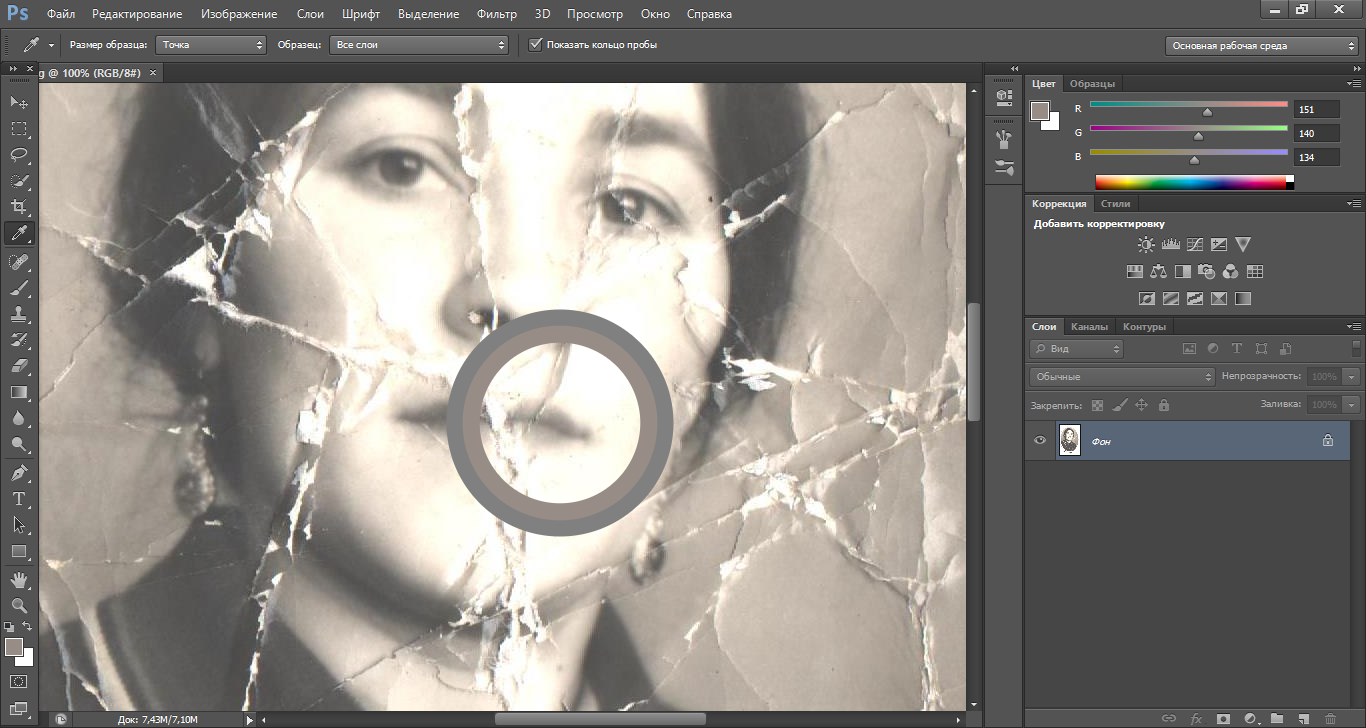 Ps Файл Редактирование Изображение Слои Шрифт Выделение Фильтр 3D Просмотр Окно Справка
Размер образца: Точка Образец: Все слои Показать кольцо пробы Основная рабочая среда
g @ 100% (RGB/8#) ×
Цвет Образцы
R 151
G 140
B 134
Коррекция Стили
Добавить корректировку
Слои Каналы Контуры
Вид
Обычные Непрозрачность: 100%
Закрепить: Заливка: 100%
Фон
T
fx
Док: 7,43M/7,10M